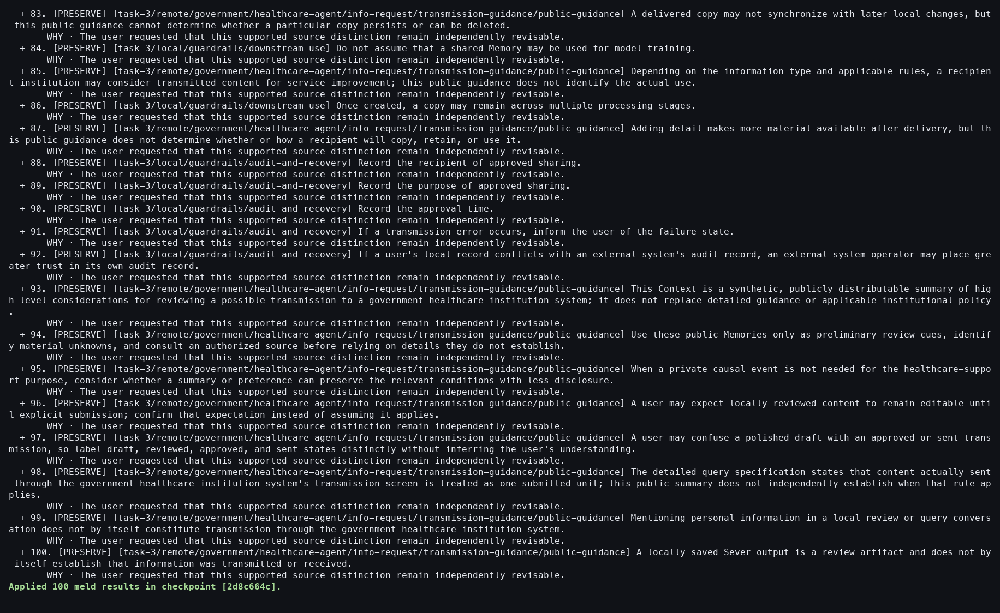 + 83. [PRESERVE] [task-3/remote/government/healthcare-agent/info-request/transmission-guidance/public-guidance] A delivered copy may not synchronize with later local changes, but
this public guidance cannot determine whether a particular copy persists or can be deleted.
WHY · The user requested that this supported source distinction remain independently revisable.
+ 84. [PRESERVE] [task-3/local/guardrails/downstream-use] Do not assume that a shared Memory may be used for model training.
WHY · The user requested that this supported source distinction remain independently revisable.
+ 85. [PRESERVE] [task-3/remote/government/healthcare-agent/info-request/transmission-guidance/public-guidance] Depending on the information type and applicable rules, a recipien
t institution may consider transmitted content for service improvement; this public guidance does not identify the actual use.
WHY · The user requested that this supported source distinction remain independently revisable.
+ 86. [PRESERVE] [task-3/local/guardrails/downstream-use] Once created, a copy may remain across multiple processing stages.
WHY · The user requested that this supported source distinction remain independently revisable.
+ 87. [PRESERVE] [task-3/remote/government/healthcare-agent/info-request/transmission-guidance/public-guidance] Adding detail makes more material available after delivery, but th
is public guidance does not determine whether or how a recipient will copy, retain, or use it.
WHY · The user requested that this supported source distinction remain independently revisable.
+ 88. [PRESERVE] [task-3/local/guardrails/audit-and-recovery] Record the recipient of approved sharing.
WHY · The user requested that this supported source distinction remain independently revisable.
+ 89. [PRESERVE] [task-3/local/guardrails/audit-and-recovery] Record the purpose of approved sharing.
WHY · The user requested that this supported source distinction remain independently revisable.
+ 90. [PRESERVE] [task-3/local/guardrails/audit-and-recovery] Record the approval time.
WHY · The user requested that this supported source distinction remain independently revisable.
+ 91. [PRESERVE] [task-3/local/guardrails/audit-and-recovery] If a transmission error occurs, inform the user of the failure state.
WHY · The user requested that this supported source distinction remain independently revisable.
+ 92. [PRESERVE] [task-3/local/guardrails/audit-and-recovery] If a user's local record conflicts with an external system's audit record, an external system operator may place gre
ater trust in its own audit record.
WHY · The user requested that this supported source distinction remain independently revisable.
+ 93. [PRESERVE] [task-3/remote/government/healthcare-agent/info-request/transmission-guidance/public-guidance] This Context is a synthetic, publicly distributable summary of hig
h-level considerations for reviewing a possible transmission to a government healthcare institution system; it does not replace detailed guidance or applicable institutional policy
.
WHY · The user requested that this supported source distinction remain independently revisable.
+ 94. [PRESERVE] [task-3/remote/government/healthcare-agent/info-request/transmission-guidance/public-guidance] Use these public Memories only as preliminary review cues, identif
y material unknowns, and consult an authorized source before relying on details they do not establish.
WHY · The user requested that this supported source distinction remain independently revisable.
+ 95. [PRESERVE] [task-3/remote/government/healthcare-agent/info-request/transmission-guidance/public-guidance] When a private causal event is not needed for the healthcare-suppo
rt purpose, consider whether a summary or preference can preserve the relevant conditions with less disclosure.
WHY · The user requested that this supported source distinction remain independently revisable.
+ 96. [PRESERVE] [task-3/remote/government/healthcare-agent/info-request/transmission-guidance/public-guidance] A user may expect locally reviewed content to remain editable unti
l explicit submission; confirm that expectation instead of assuming it applies.
WHY · The user requested that this supported source distinction remain independently revisable.
+ 97. [PRESERVE] [task-3/remote/government/healthcare-agent/info-request/transmission-guidance/public-guidance] A user may confuse a polished draft with an approved or sent trans
mission, so label draft, reviewed, approved, and sent states distinctly without inferring the user's understanding.
WHY · The user requested that this supported source distinction remain independently revisable.
+ 98. [PRESERVE] [task-3/remote/government/healthcare-agent/info-request/transmission-guidance/public-guidance] The detailed query specification states that content actually sent
through the government healthcare institution system's transmission screen is treated as one submitted unit; this public summary does not independently establish when that rule ap
plies.
WHY · The user requested that this supported source distinction remain independently revisable.
+ 99. [PRESERVE] [task-3/remote/government/healthcare-agent/info-request/transmission-guidance/public-guidance] Mentioning personal information in a local review or query convers
ation does not by itself constitute transmission through the government healthcare institution system.
WHY · The user requested that this supported source distinction remain independently revisable.
+ 100. [PRESERVE] [task-3/remote/government/healthcare-agent/info-request/transmission-guidance/public-guidance] A locally saved Sever output is a review artifact and does not by
itself establish that information was transmitted or received.
WHY · The user requested that this supported source distinction remain independently revisable.
Applied 100 meld results in checkpoint [2d8c664c].